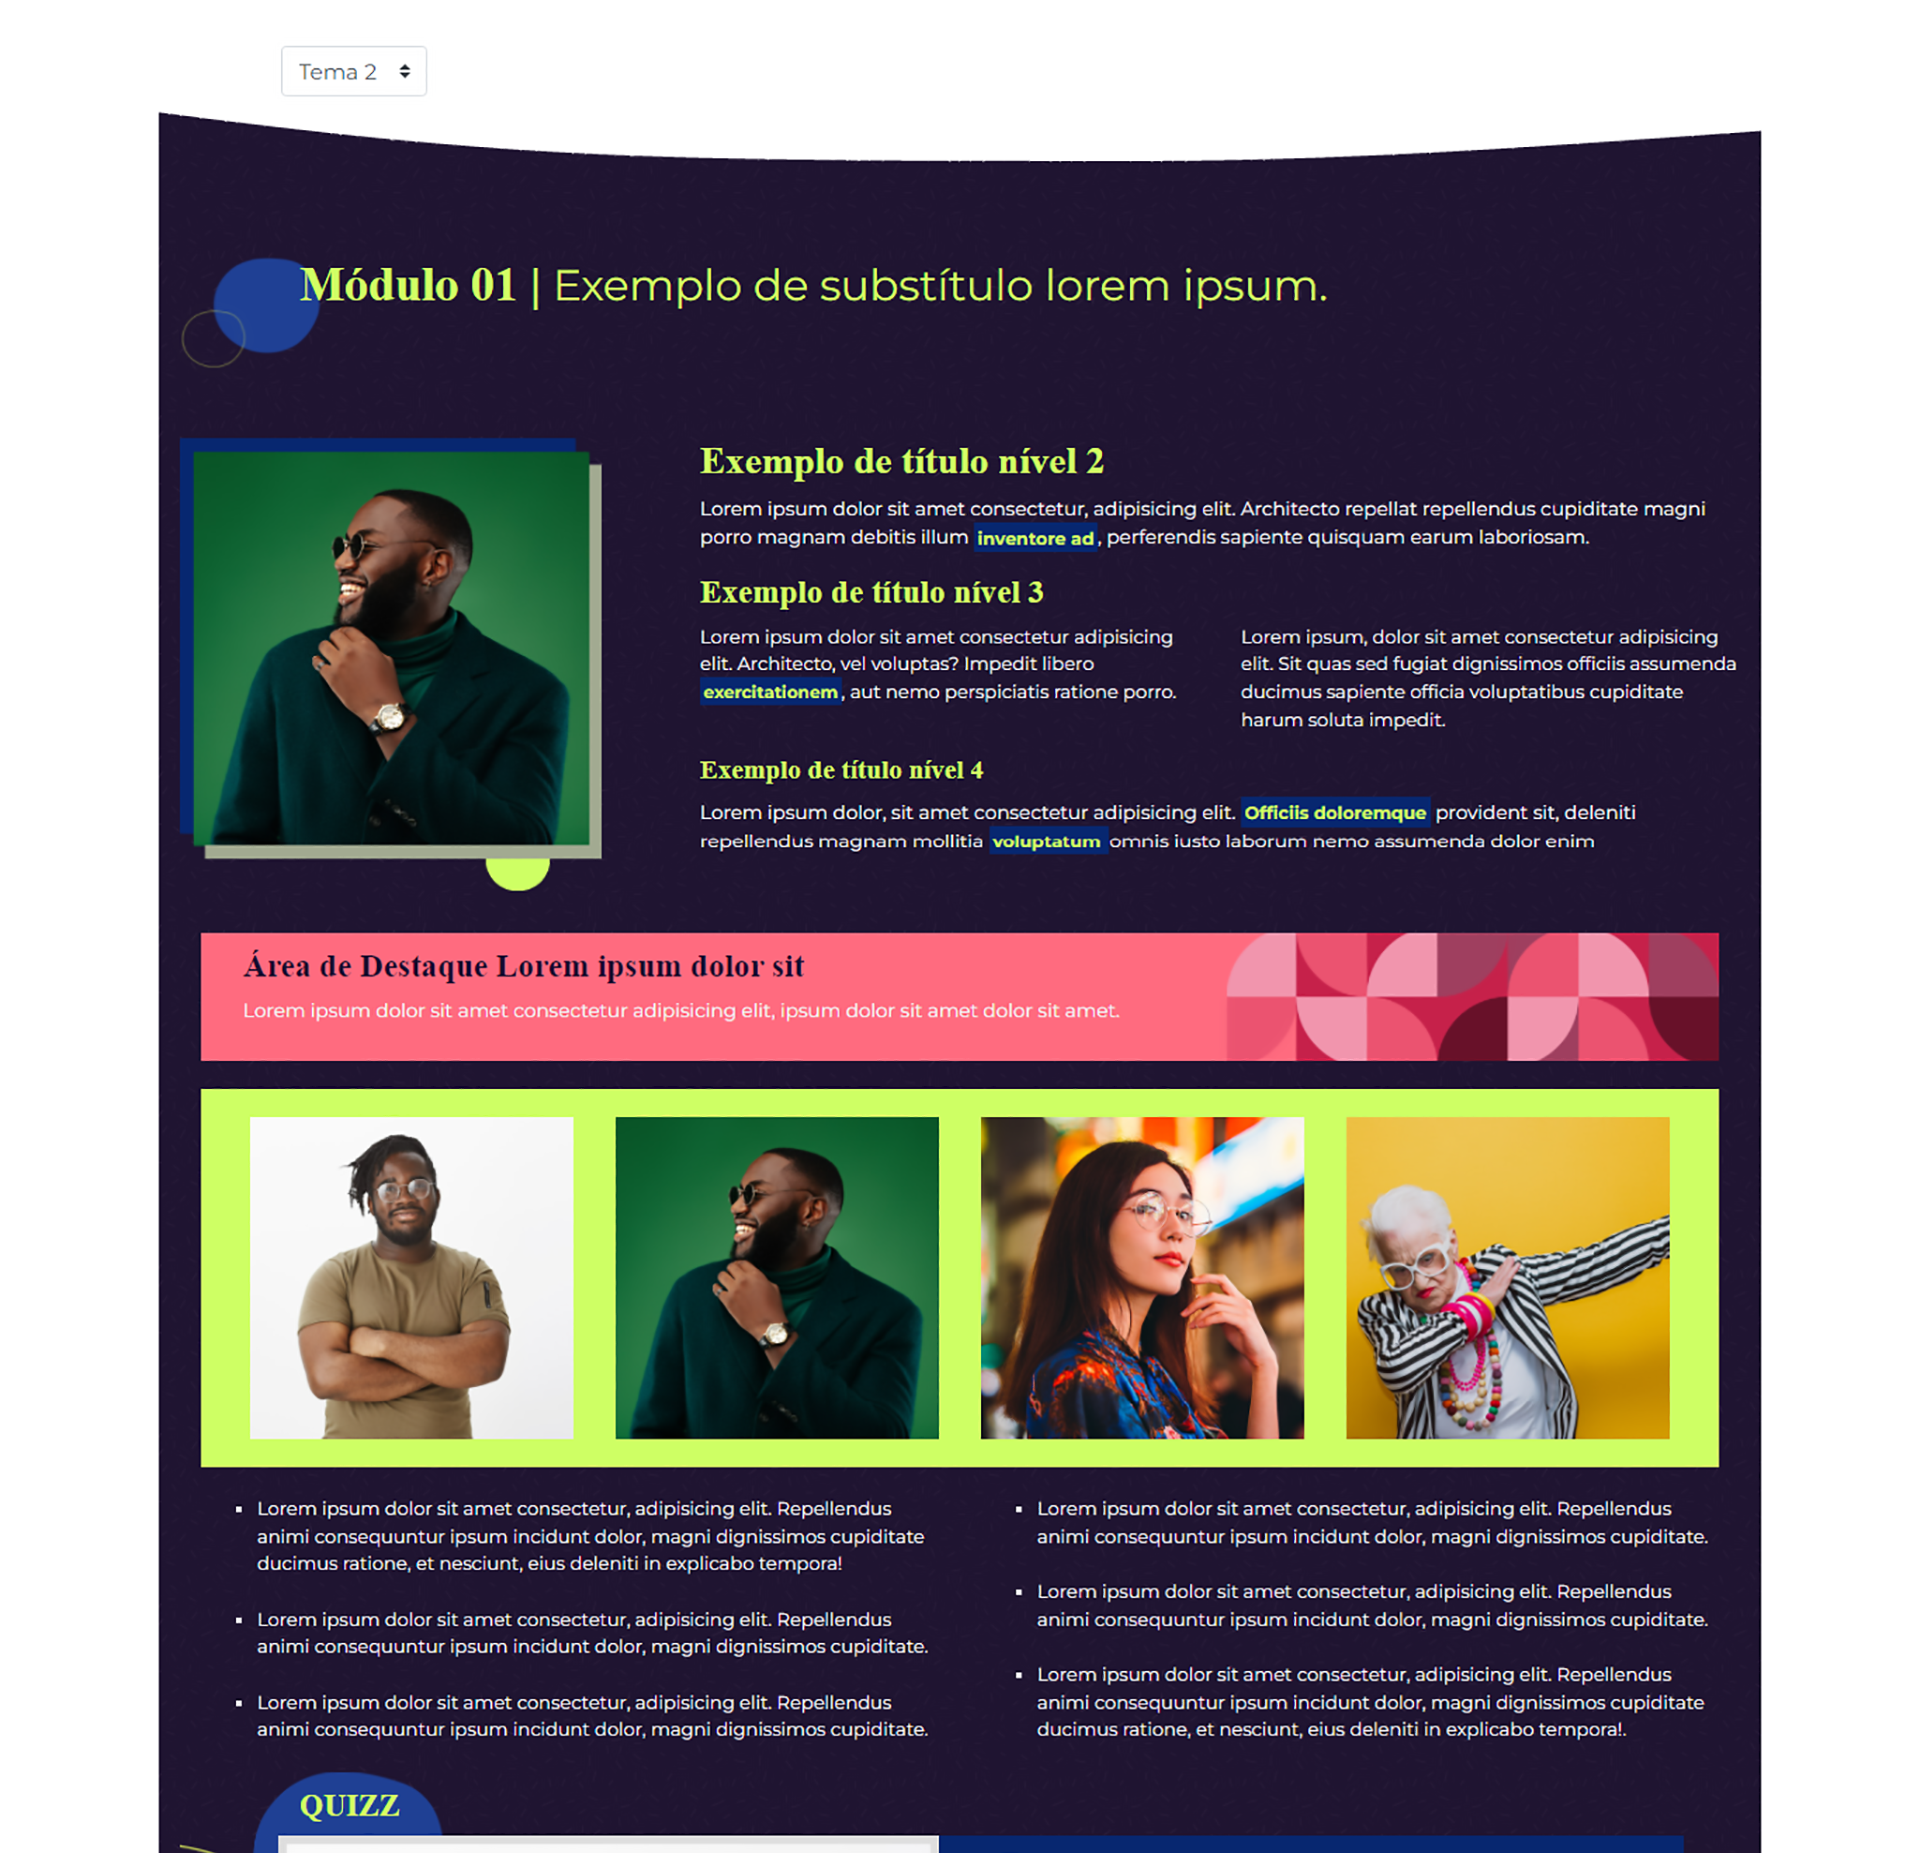 Tema 2
Módulo 01 | Exemplo de substítulo lorem ipsum.
Exemplo de título nível 2
Lorem ipsum dolor sit amet consectetur, adipisicing elit. Architecto repellat repellendus cupiditate magni
porro magnam debitis illum inventore ad, perferendis sapiente quisquam earum laboriosam.
Exemplo de título nível 3
Lorem ipsum dolor sit amet consectetur adipisicing
elit. Architecto, vel voluptas? Impedit libero
exercitationem, aut nemo perspiciatis ratione porro.
Lorem ipsum, dolor sit amet consectetur adipisicing
elit. Sit quas sed fugiat dignissimos officiis assumenda
ducimus sapiente officia voluptatibus cupiditate
harum soluta impedit.
Exemplo de título nível 4
Lorem ipsum dolor, sit amet consectetur adipisicing elit. Officiis doloremque provident sit, deleniti
repellendus magnam mollitia voluptatum omnis iusto laborum nemo assumenda dolor enim
Área de Destaque Lorem ipsum dolor sit
Lorem ipsum dolor sit amet consectetur adipisicing elit, ipsum dolor sit amet dolor sit amet.
Lorem ipsum dolor sit amet consectetur, adipisicing elit. Repellendus
animi consequuntur ipsum incidunt dolor, magni dignissimos cupiditate
ducimus ratione, et nesciunt, eius deleniti in explicabo tempora!
Lorem ipsum dolor sit amet consectetur, adipisicing elit. Repellendus
animi consequuntur ipsum incidunt dolor, magni dignissimos cupiditate.
Lorem ipsum dolor sit amet consectetur, adipisicing elit. Repellendus
animi consequuntur ipsum incidunt dolor, magni dignissimos cupiditate.
Lorem ipsum dolor sit amet consectetur, adipisicing elit. Repellendus
animi consequuntur ipsum incidunt dolor, magni dignissimos cupiditate.
Lorem ipsum dolor sit amet consectetur, adipisicing elit. Repellendus
animi consequuntur ipsum incidunt dolor, magni dignissimos cupiditate.
Lorem ipsum dolor sit amet consectetur, adipisicing elit. Repellendus
animi consequuntur ipsum incidunt dolor, magni dignissimos cupiditate
ducimus ratione, et nesciunt, eius deleniti in explicabo tempora!.
QUIZZ